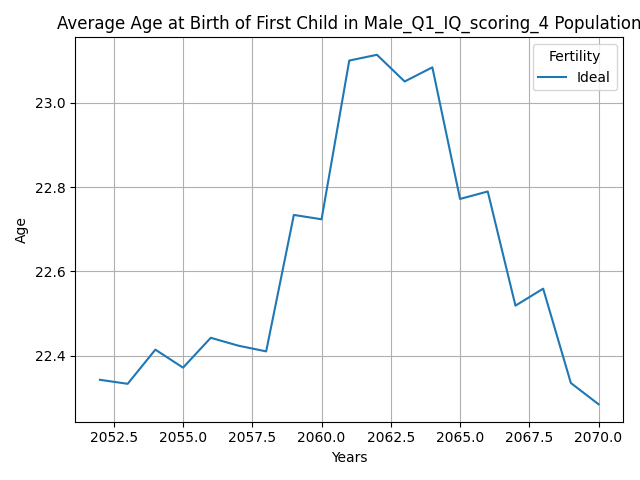 Average Age at Birth of First Child in Male_Q1_IQ_scoring_4 Population
Fertility
Ideal
23.0
22.8
22.6
22.4
Age
2052.5 2055.0 2057.5 2060.0 2062.5 2065.0 2067.5 2070.0
Years